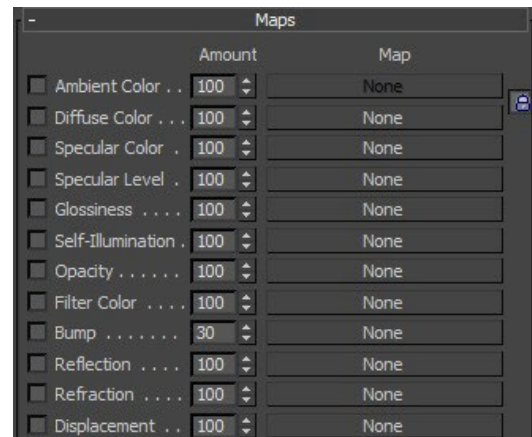 - Maps
Amount Map
Ambient Color . . 100 None
Diffuse Color . . . 100 None
Specular Color . 100 None
Specular Level . 100 None
Glossiness . . . . 100 None
Self-Illumination . 100 None
Opacity . . . . . . 100 None
Filter Color . . . . 100 None
Bump . . . . . . . 30 None
Reflection . . . . 100 None
Refraction . . . . 100 None
Displacement . . 100 None